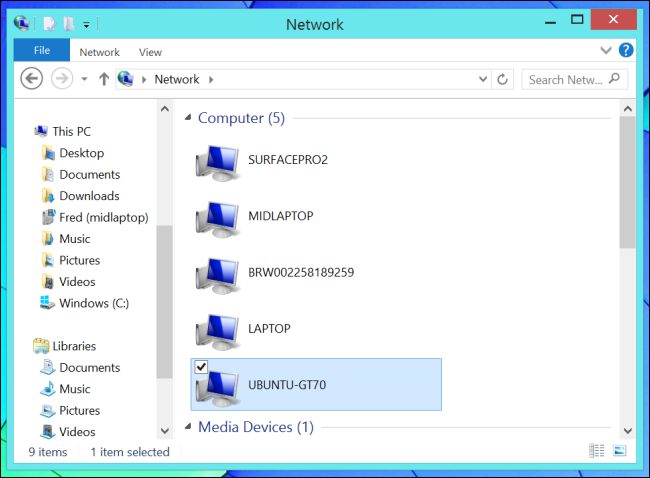 Network
File
Network
View
Network
Search Netw...
This PC
Desktop
Documents
Downloads
Fred (midlaptop)
Music
Pictures
Videos
Windows (C:)
Libraries
Documents
Music
Pictures
Videos
Computer (5)
SURFACEPRO2
MIDLAPTOP
BRW002258189259
LAPTOP
UBUNTU-GT70
Media Devices (1)
9 items 1 item selected